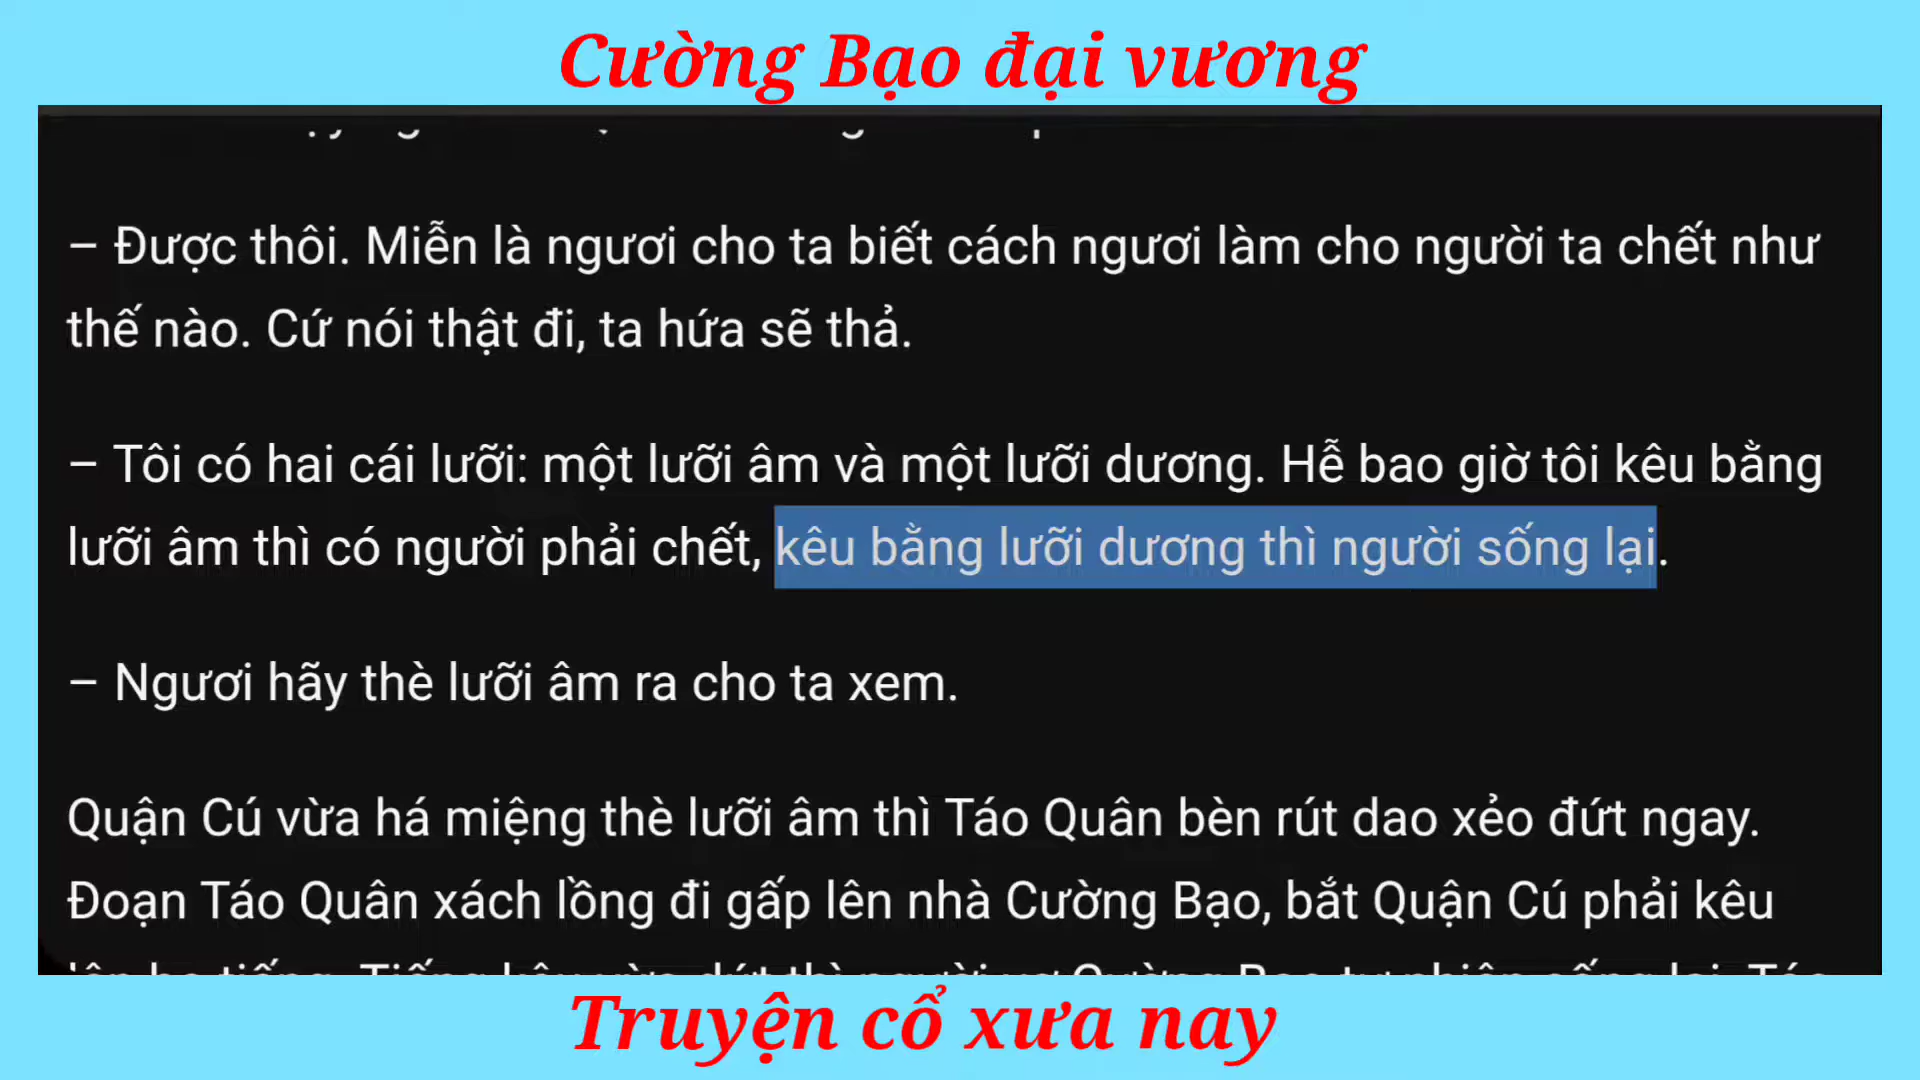 Cường Bạo đại vương
– Được thôi. Miễn là ngươi cho ta biết cách ngươi làm cho người ta chết như
thế nào. Cứ nói thật đi, ta hứa sẽ thả.
– Tôi có hai cái lưỡi: một lưỡi âm và một lưỡi dương. Hễ bao giờ tôi kêu bằng
lưỡi âm thì có người phải chết, kêu bằng lưỡi dương thì người sống lại.
– Ngươi hãy thè lưỡi âm ra cho ta xem.
Quận Cú vừa há miệng thè lưỡi âm thì Táo Quân bèn rút dao xẻo đứt ngay.
Đoạn Táo Quân xách lồng đi gấp lên nhà Cường Bạo, bắt Quận Cú phải kêu
Truyện cổ xưa nay